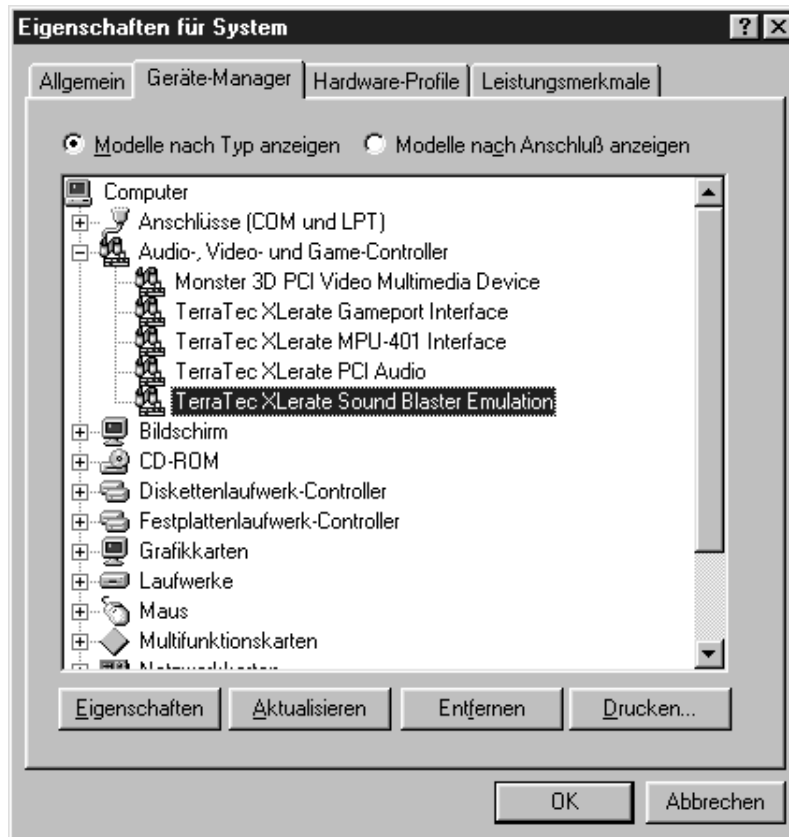 Eigenschaften für System
Allgemein Geräte-Manager Hardware-Profile Leistungsmerkmale
Modelle nach Typ anzeigen Modelle nach Anschluß anzeigen
Computer
Anschlüsse (COM und LPT)
Audio-, Video- und Game-Controller
Monster 3D PCI Video Multimedia Device
TerraTec XLerate Gameport Interface
TerraTec XLerate MPU-401 Interface
TerraTec XLerate PCI Audio
TerraTec XLerate Sound Blaster Emulation
Bildschirm
CD-ROM
Diskettenlaufwerk-Controller
Festplattenlaufwerk-Controller
Grafikkarten
Laufwerke
Maus
Multifunktionskarten
Eigenschaften Aktualisieren Entfernen Drucken...
OK Abbrechen